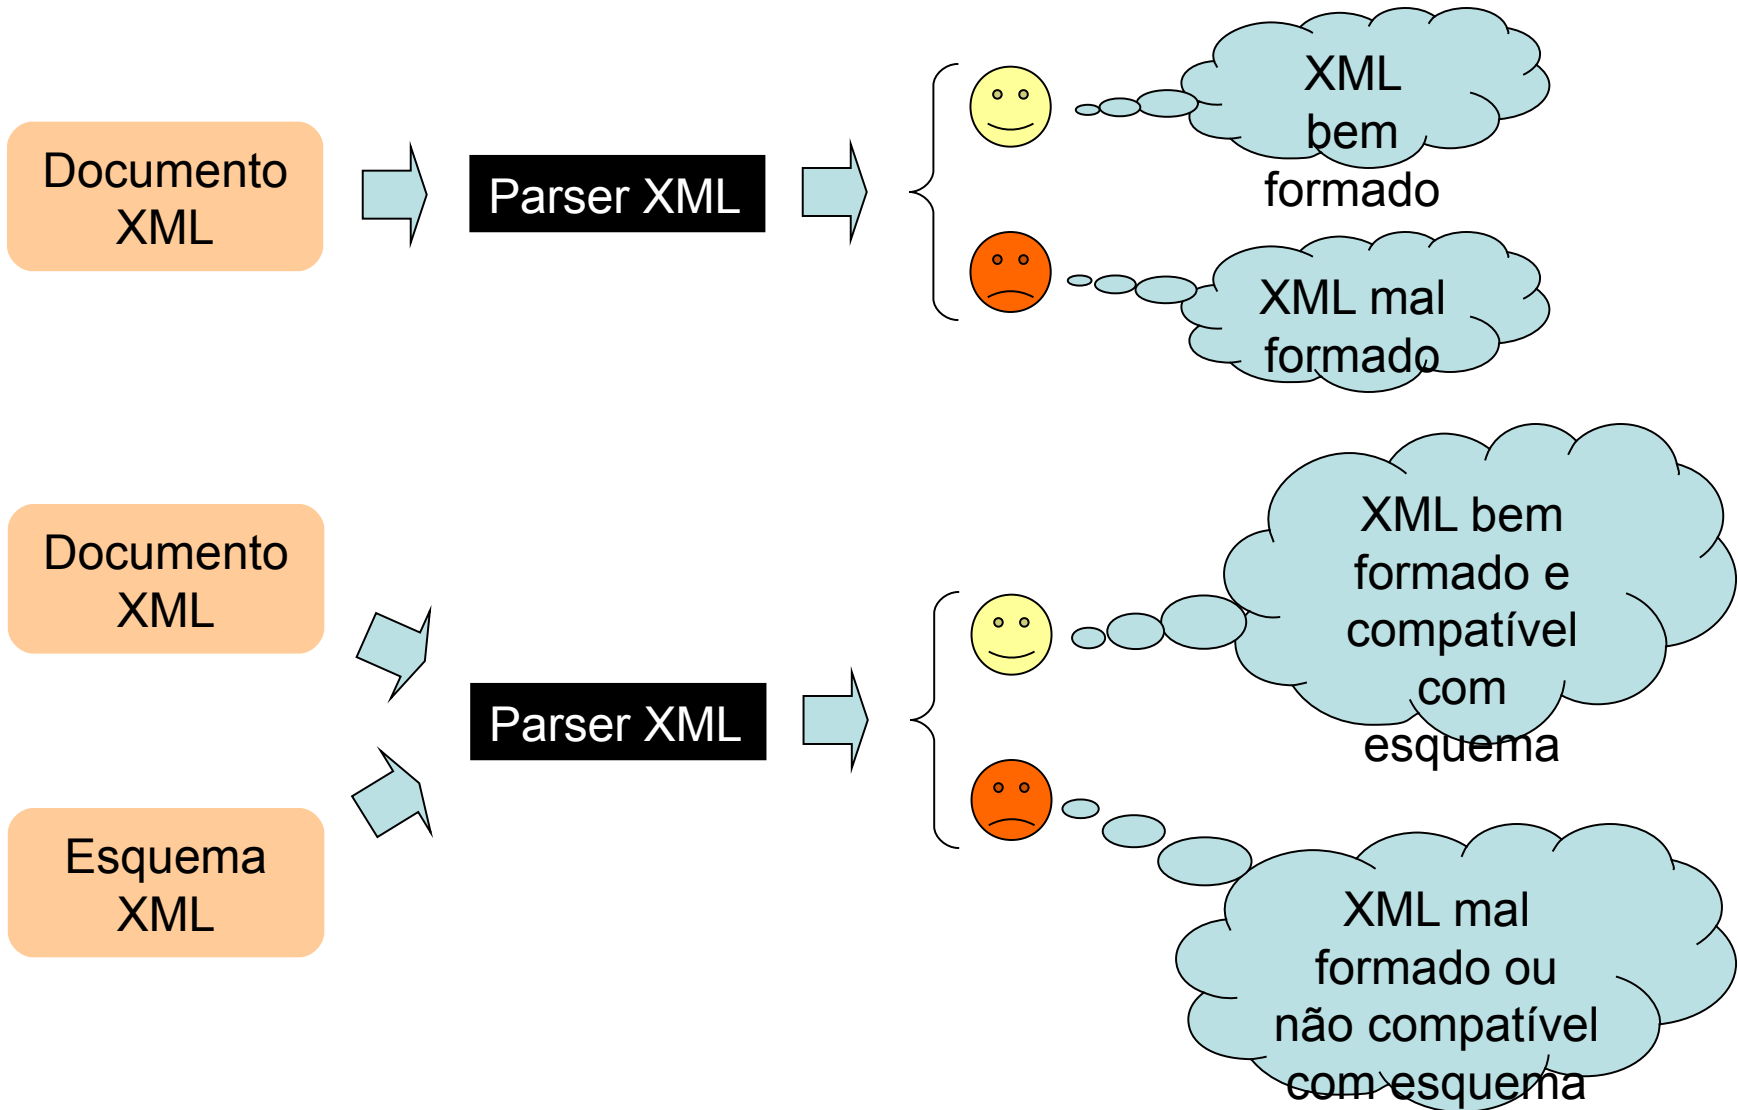 Documento
XML
Parser XML
XML
bem
formado
XML mal
formado
Documento
XML
Esquema
XML
Parser XML
XML bem
formado e
compatível
com
esquema
XML mal
formado ou
não compatível
com esquema